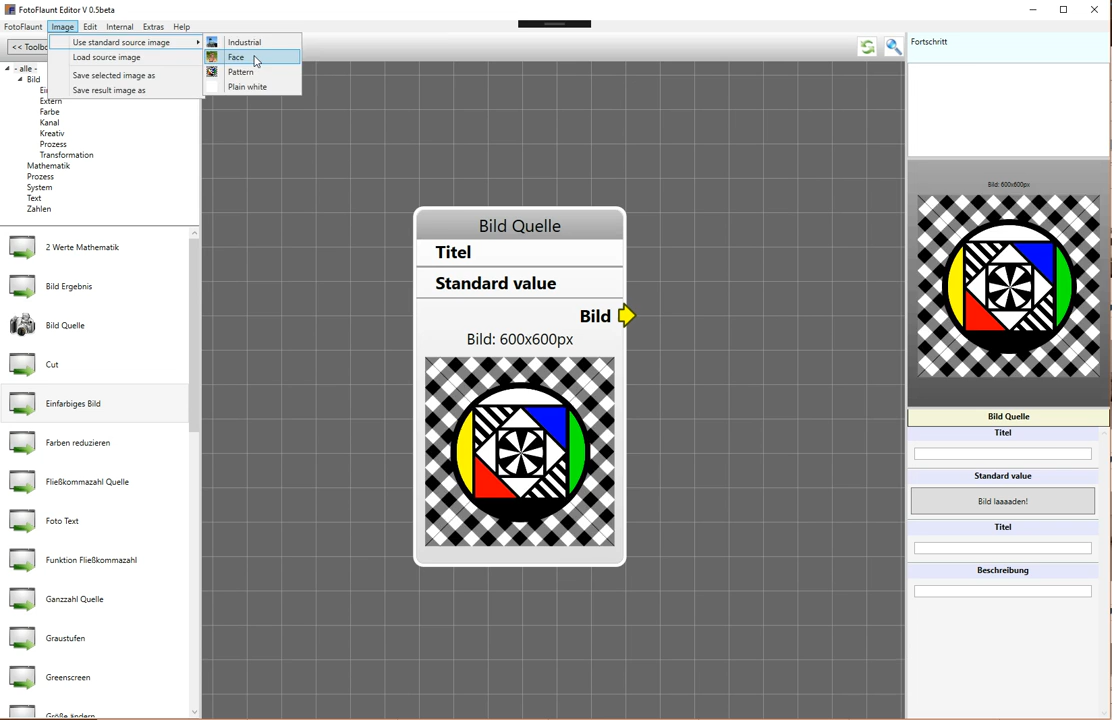 FotoFlaunt Editor V 0.5beta
FotoFlaunt Image Edit Internal Extras Help
<< Toolbo
Use standard source image
Load source image
Save selected image as
Save result image as
Industrial
Face
Pattern
Plain white
- alle -
Bild
Ei
Extern
Farbe
Kanal
Kreativ
Prozess
Transformation
Mathematik
Prozess
System
Text
Zahlen
2 Werte Mathematik
Bild Ergebnis
Bild Quelle
Cut
Einfarbiges Bild
Farben reduzieren
Fließkommazahl Quelle
Foto Text
Funktion Fließkommazahl
Ganzzahl Quelle
Graustufen
Greenscreen
Größe ändern
Bild Quelle
Titel
Standard value
Bild
Bild: 600x600px
Fortschritt
Bild: 600x600px
Bild Quelle
Titel
Standard value
Bild laaaaden!
Titel
Beschreibung